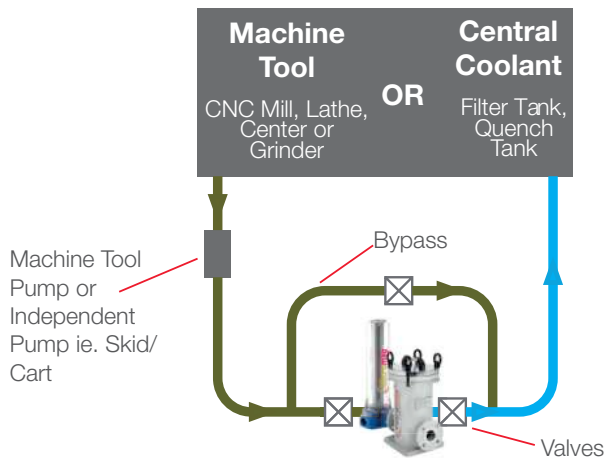 Machine
Tool
CNC Mill, Lathe,
Center or
Grinder
OR
Central
Coolant
Filter Tank,
Quench
Tank
Machine Tool
Pump or
Independent
Pump ie. Skid/
Cart
Bypass
Valves